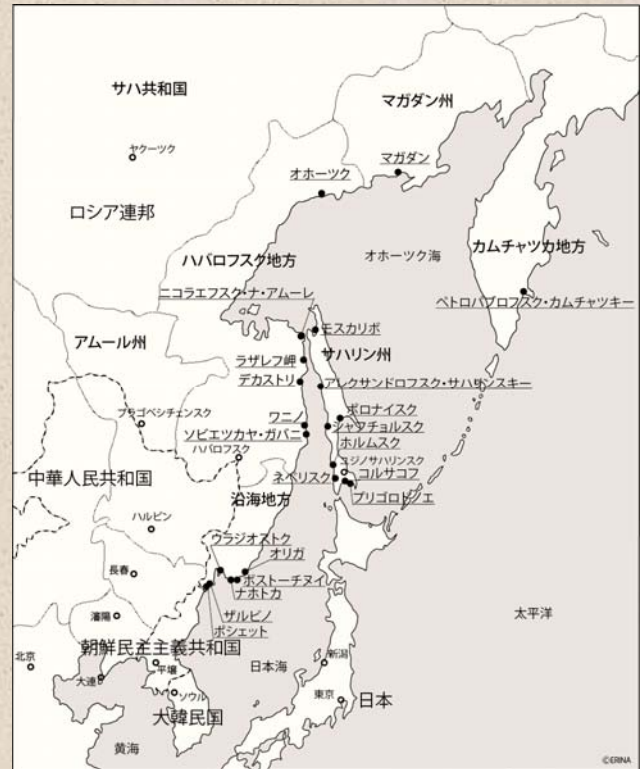 サハ共和国
マガダン州
ヤクーツク
マガダン
オホーツク
ロシア連邦
オホーツク海
カムチャツカ地方
ハバロフスク地方
ペトロパブロフスク・カムチャツキー
ニコラエフスク・ナ・アムーレ
モスカリボ
アムール州
サハリン州
ラザレフ岬
デカストリ
アレクサンドロフスク・サハリンスキー
ブラゴベシチェンスク
ポロナイスク
ワニノ
シャフチョルスク
ソビエツカヤ・ガバニ
ホルムスク
ハバロフスク
ユジノサハリンスク
中華人民共和国
コルサコフ
ネベリスク
プリゴロドノエ
沿海地方
ハルビン
ウラジオストク
オリガ
長春
ボストーチヌイ
ナホトカ
ザルビノ
太平洋
瀋陽
ポシェット
朝鮮民主主義共和国
北京
平壌
日本海
新潟
大連
ソウル
東京
日本
大韓民国
黄海
©ERINA